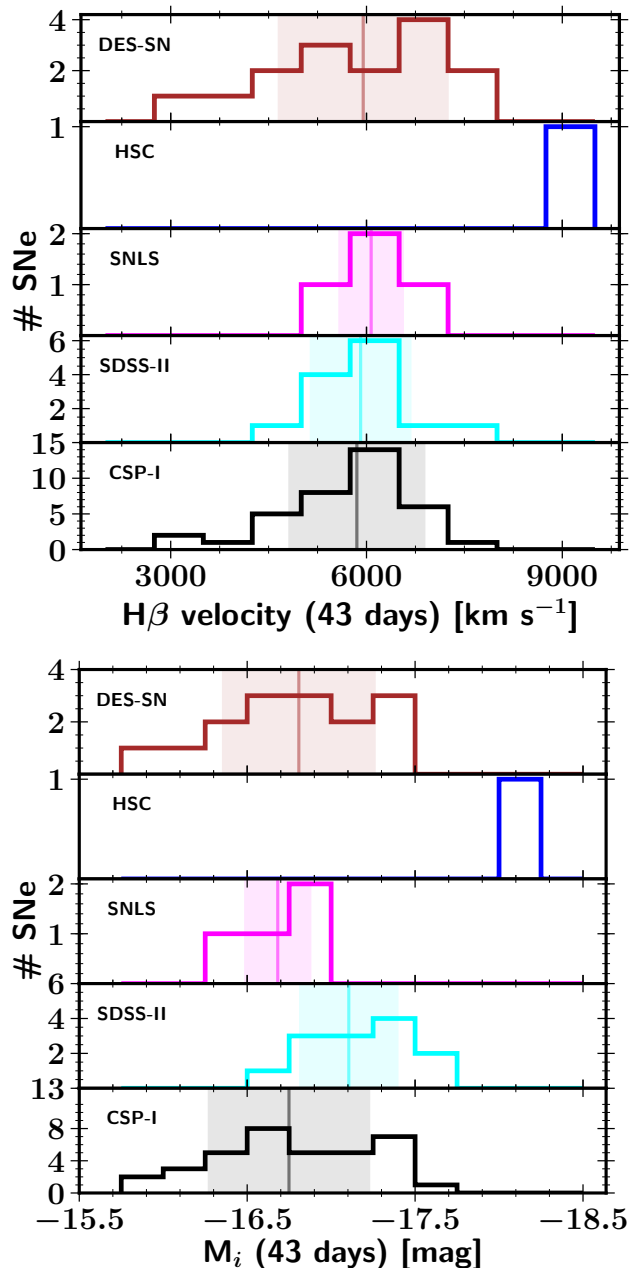 4
DES-SN
2
1
HSC
# SNe
2
SNLS
1
6
SDSS-II
4
2
15
CSP-I
10
5
0
3000 6000 9000
Hβ velocity (43 days) [km s⁻¹]
4
DES-SN
2
1
HSC
# SNe
2
SNLS
1
6
SDSS-II
4
2
13
CSP-I
8
5
0
−15.5 −16.5 −17.5 −18.5
Mᵢ (43 days) [mag]